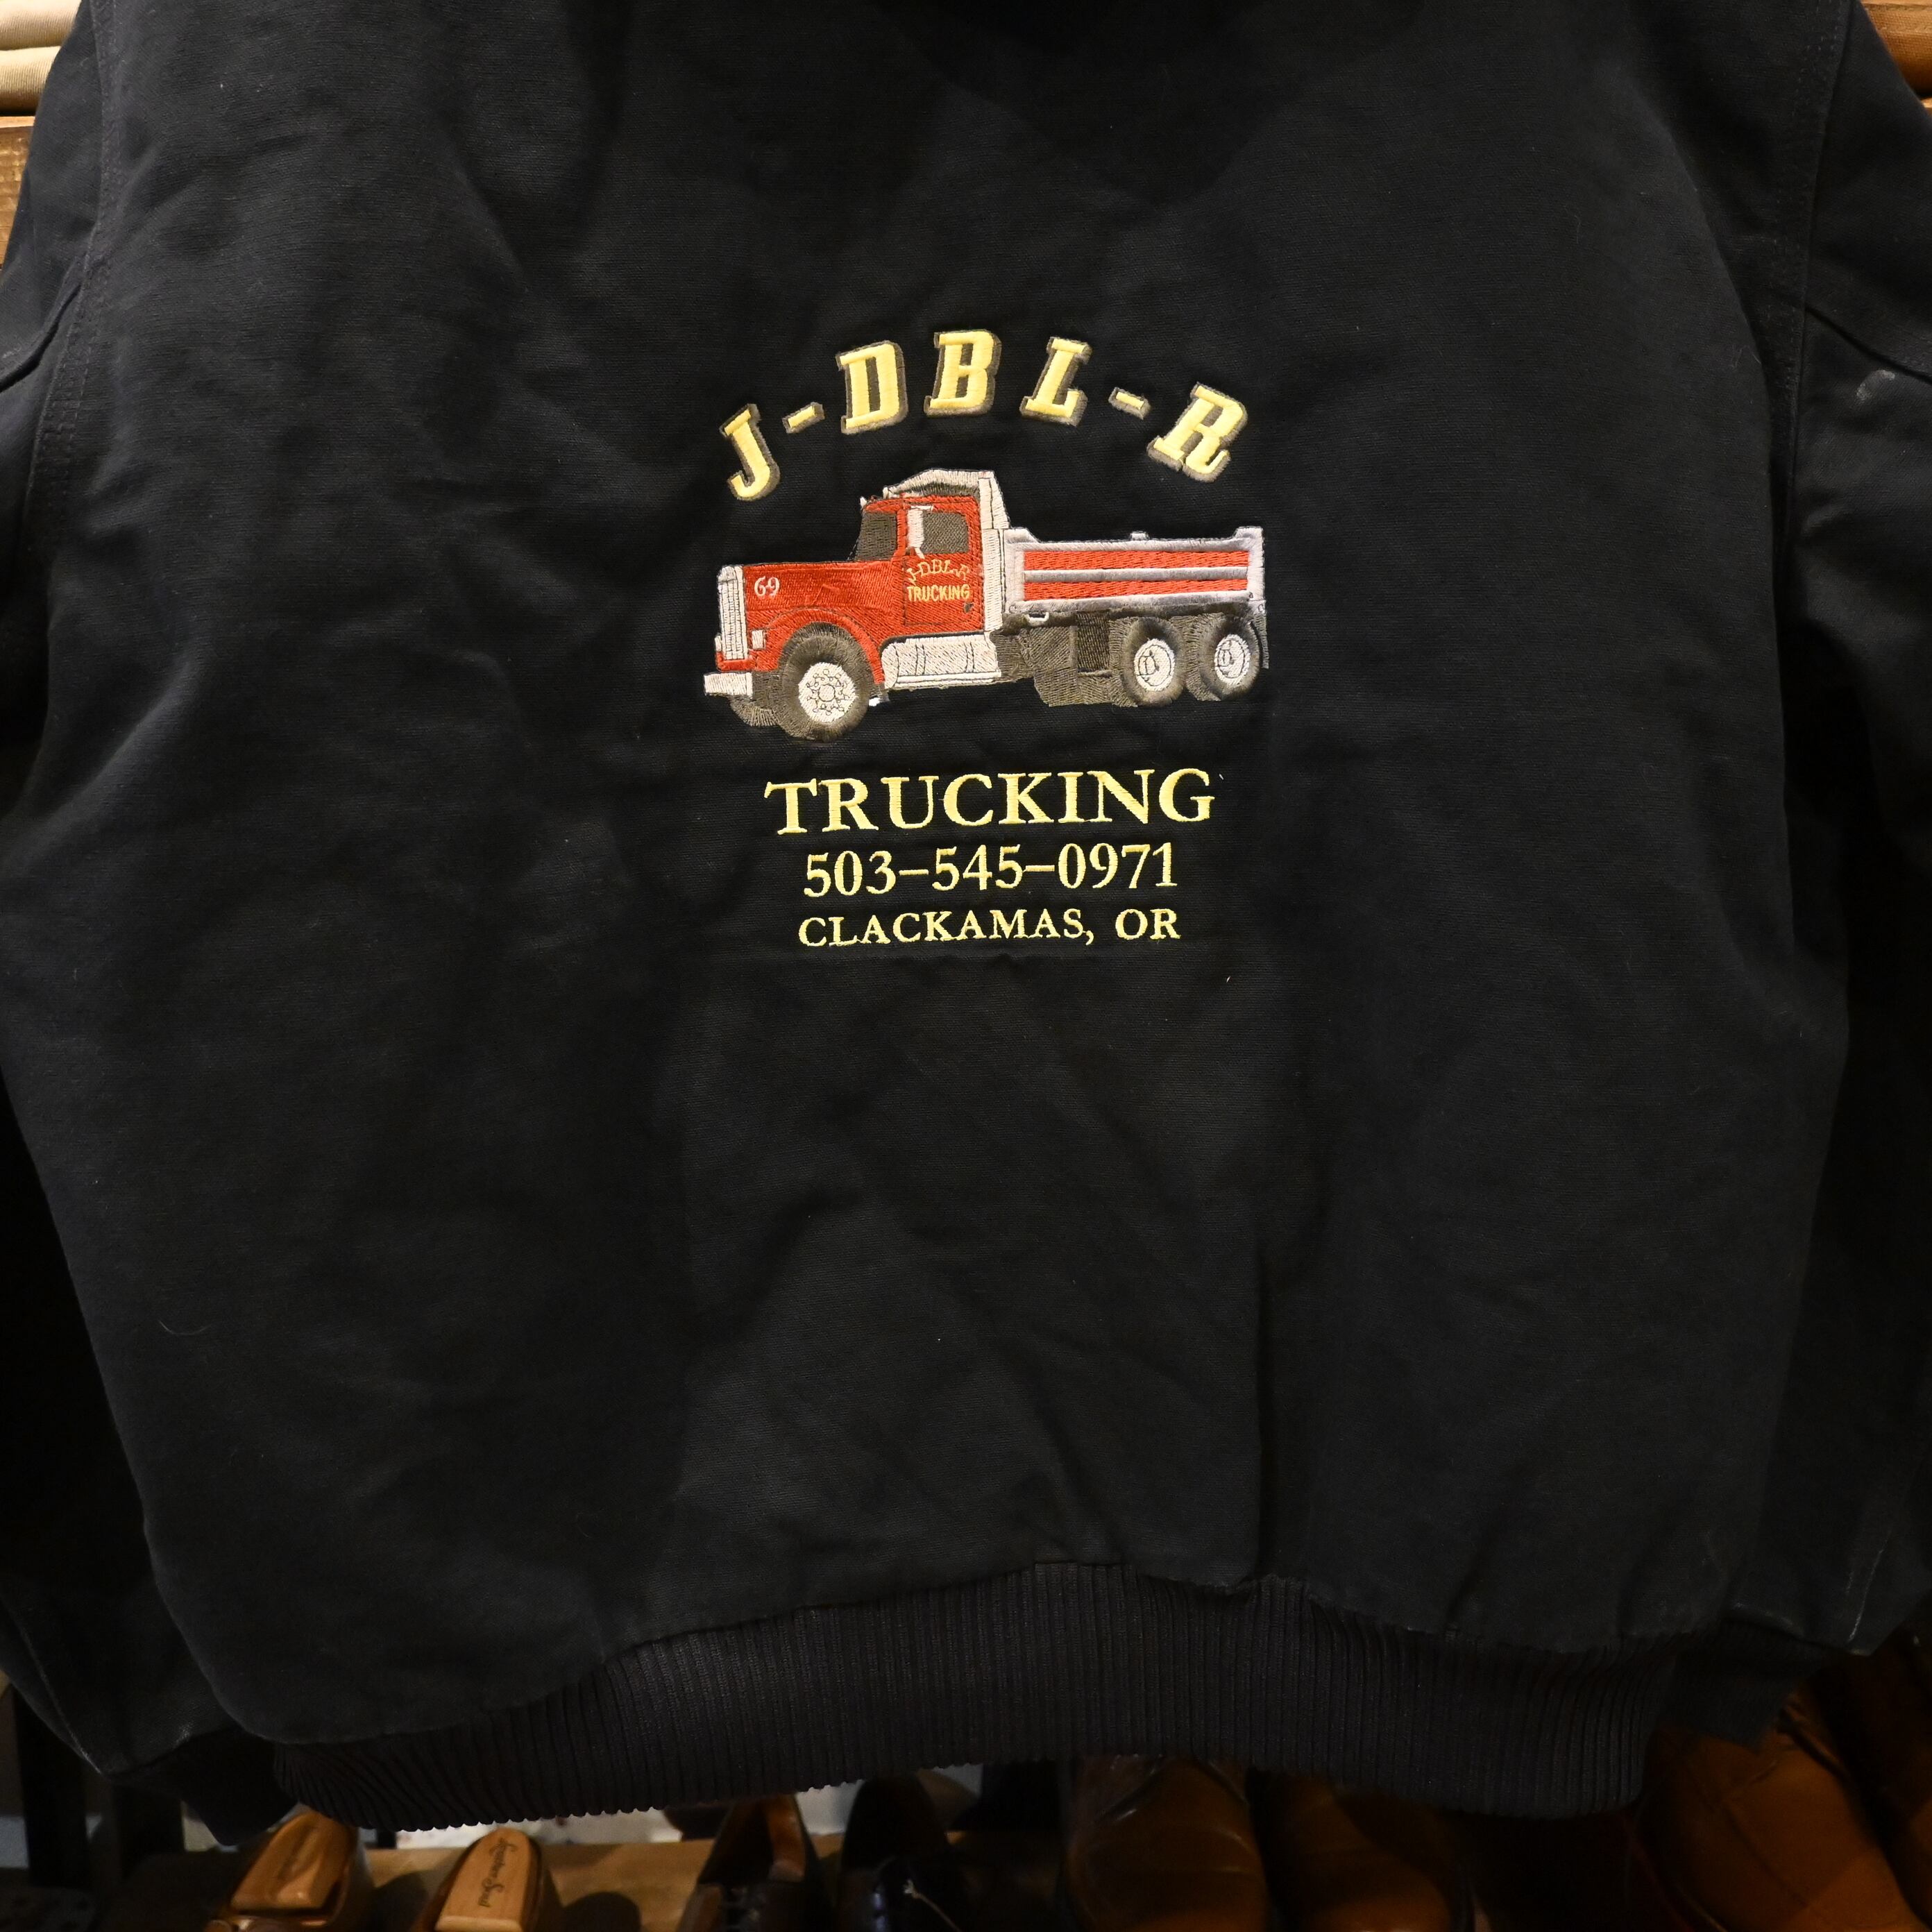 J-DBL-R
69
J-DBL-R
TRUCKING
TRUCKING
503-545-0971
CLACKAMAS, OR